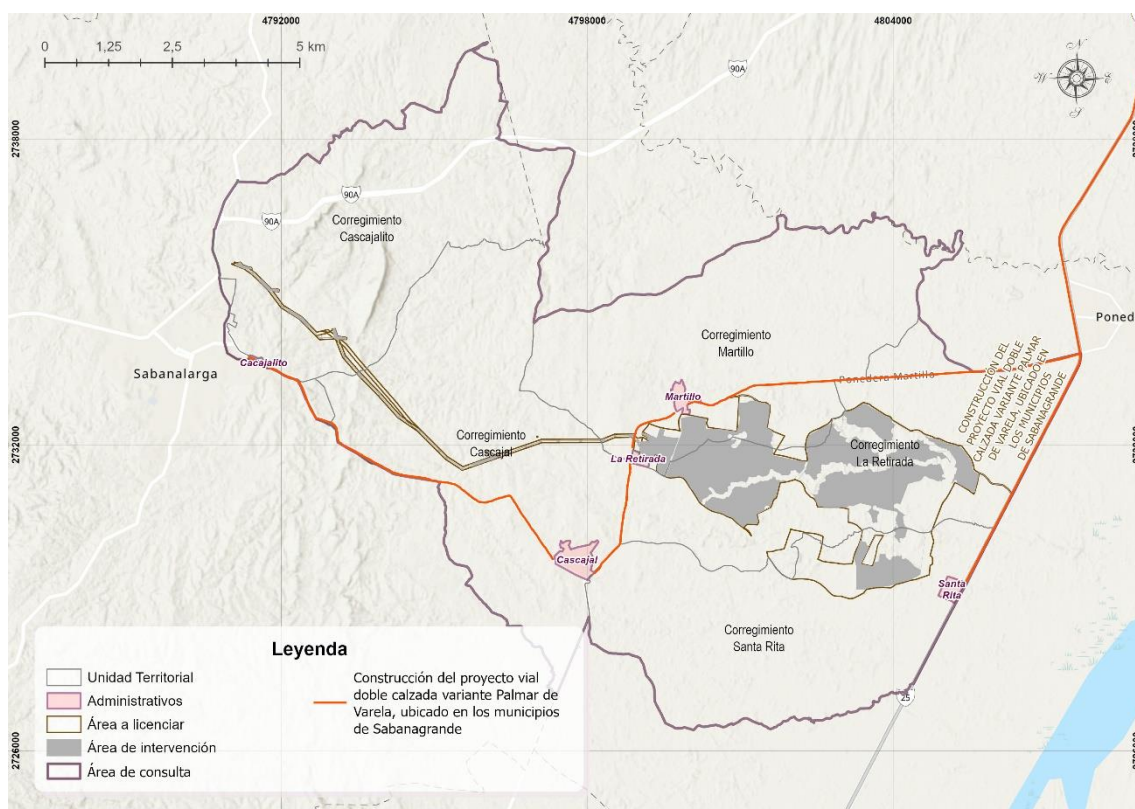 4792000
4798000
4804000
0
1,25
2,5
5 km
90A
N
W
E
S
2738000
90A
90A
Corregimiento
Cascajalito
Corregimiento
Martillo
Poned
Ponedera Martillo
CONSTRUCCIÓN DEL
PROYECTO VIAL DOBLE
CALZADA VARIANTE PALMAR
DE VARELA, UBICADO EN
LOS MUNICIPIOS
DE SABANAGRANDE
Cacajalito
Sabanalarga
Martillo
2732000
Corregimiento
Cascajal
Corregimiento
La Retirada
La Retirada
Cascajal
Santa
Rita
Corregimiento
Santa Rita
25
2726000
Leyenda
Unidad Territorial
Administrativos
Área a licenciar
Área de intervención
Área de consulta
Construcción del proyecto vial
doble calzada variante Palmar de
Varela, ubicado en los municipios
de Sabanagrande